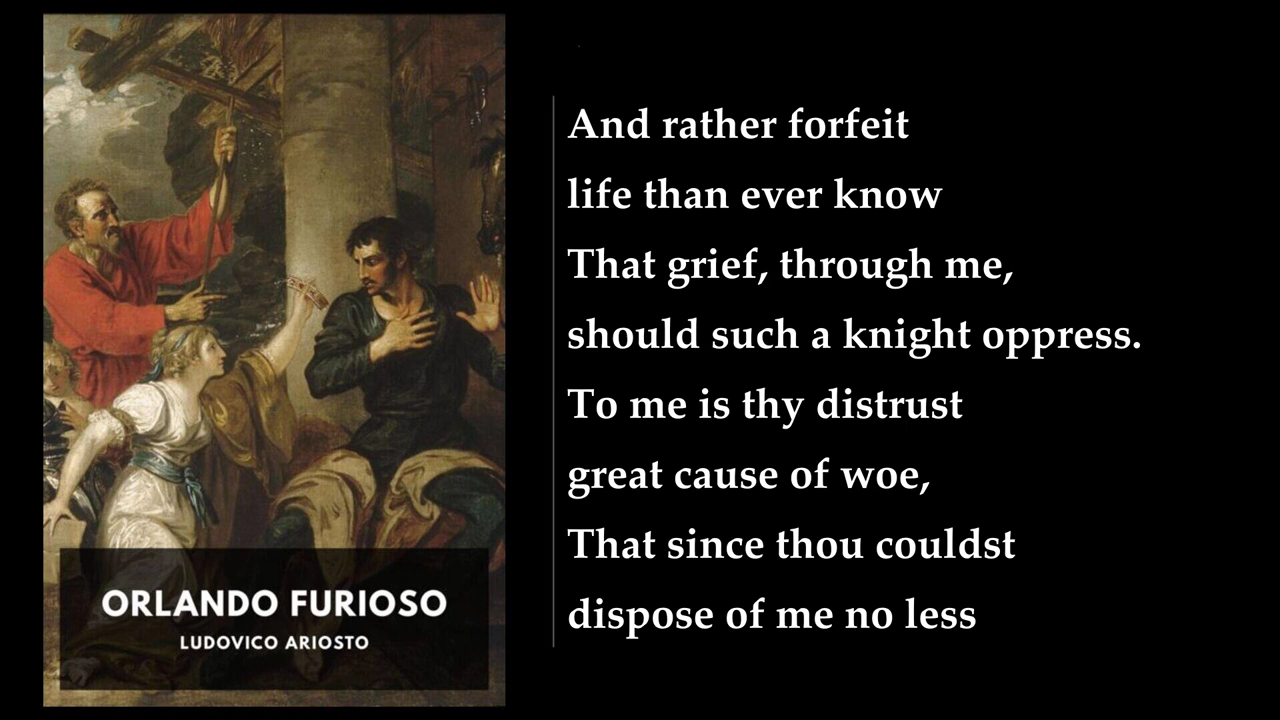 And rather forfeit
life than ever know
That grief, through me,
should such a knight oppress.
To me is thy distrust
great cause of woe,
That since thou couldst
dispose of me no less
ORLANDO FURIOSO
LUDOVICO ARIOSTO